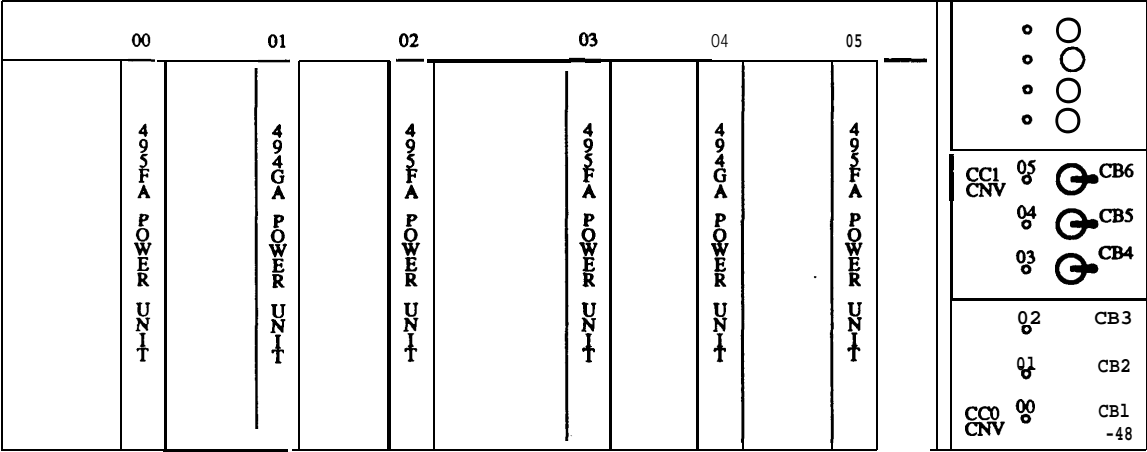 00 01 02 03 04 05
495FA POWER UNIT
494GA POWER UNIT
495FA POWER UNIT
495FA POWER UNIT
494GA POWER UNIT
495FA POWER UNIT
CC1 05 CB6
CNV
04 CB5
03 CB4
02 CB3
01 CB2
CC0 00 CB1
CNV -48